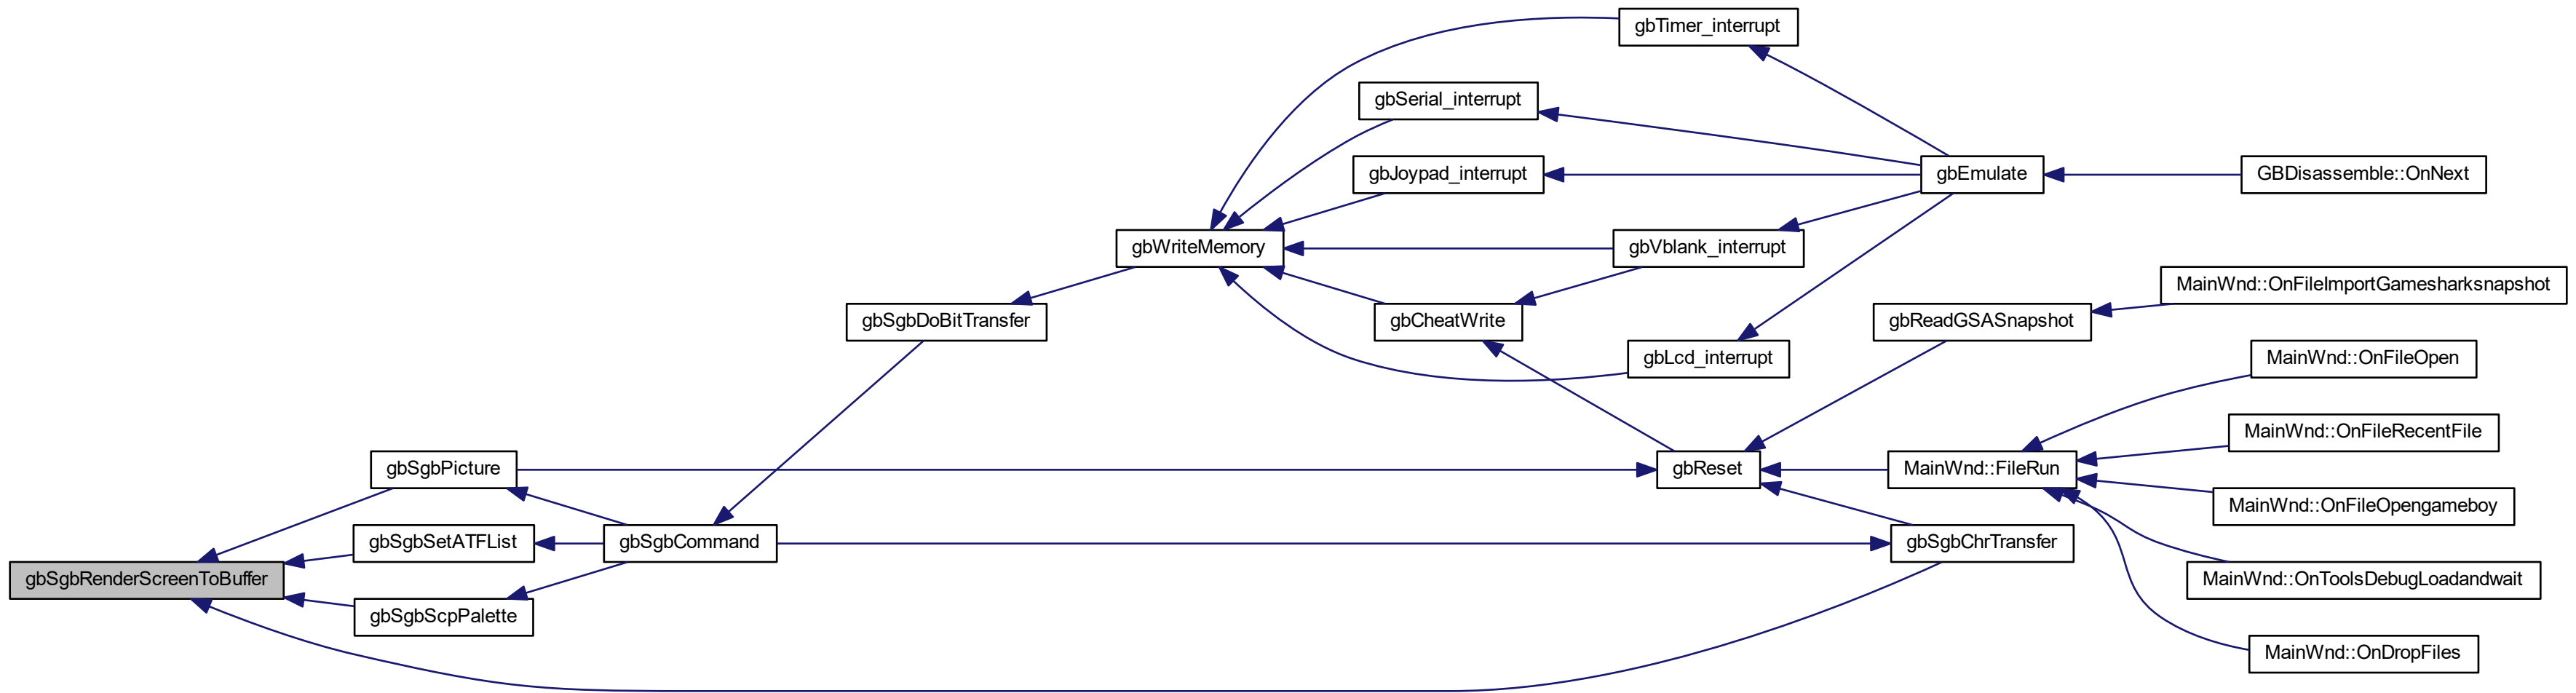 gbTimer_interrupt
gbSerial_interrupt
gbJoypad_interrupt
gbEmulate
GBDisassemble::OnNext
gbWriteMemory
gbVblank_interrupt
MainWnd::OnFileImportGamesharksnapshot
gbSgbDoBitTransfer
gbCheatWrite
gbReadGSASnapshot
gbLcd_interrupt
MainWnd::OnFileOpen
MainWnd::OnFileRecentFile
gbSgbPicture
gbReset
MainWnd::FileRun
MainWnd::OnFileOpengameboy
gbSgbSetATFList
gbSgbCommand
gbSgbChrTransfer
gbSgbRenderScreenToBuffer
MainWnd::OnToolsDebugLoadandwait
gbSgbScpPalette
MainWnd::OnDropFiles